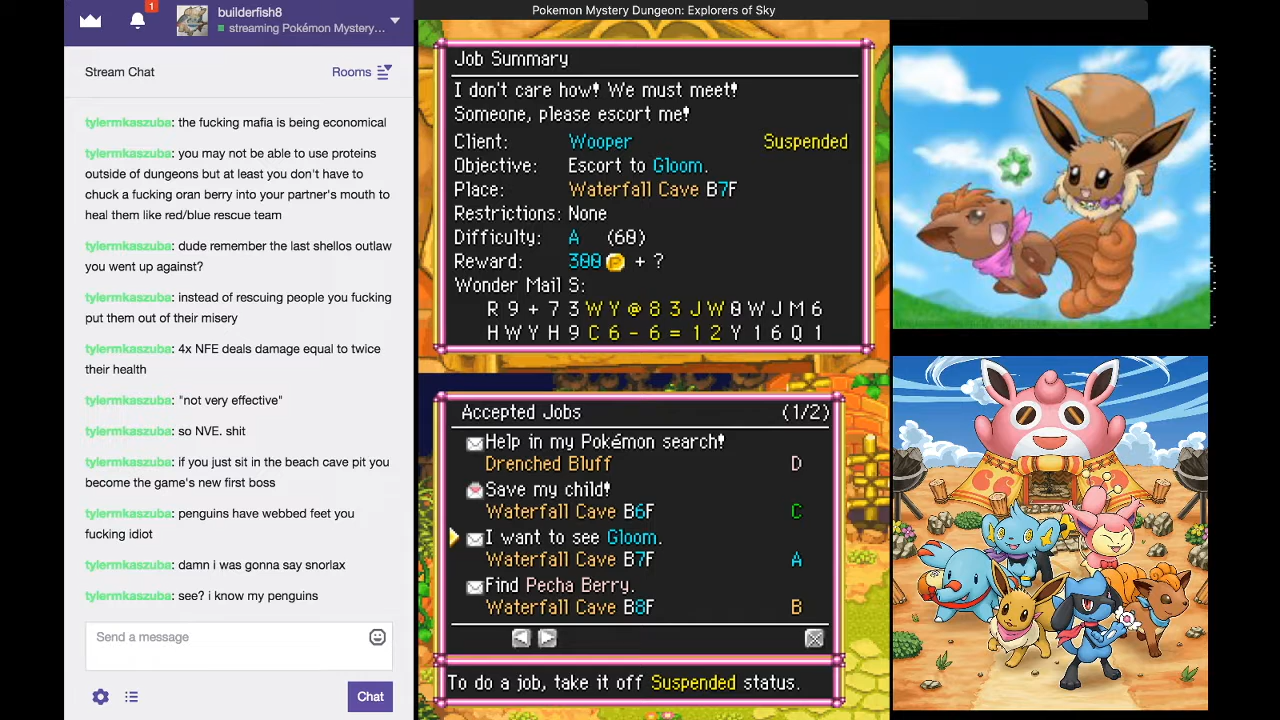 Pokemon Mystery Dungeon: Explorers of Sky
1
builderfish8
streaming Pokémon Mystery…
Stream Chat
Rooms
tylermkaszuba: the fucking mafia is being economical
tylermkaszuba: you may not be able to use proteins
outside of dungeons but at least you don't have to
chuck a fucking oran berry into your partner's mouth to
heal them like red/blue rescue team
tylermkaszuba: dude remember the last shellos outlaw
you went up against?
tylermkaszuba: instead of rescuing people you fucking
put them out of their misery
tylermkaszuba: 4x NFE deals damage equal to twice
their health
tylermkaszuba: "not very effective"
tylermkaszuba: so NVE. shit
tylermkaszuba: if you just sit in the beach cave pit you
become the game's new first boss
tylermkaszuba: penguins have webbed feet you
fucking idiot
tylermkaszuba: damn i was gonna say snorlax
tylermkaszuba: see? i know my penguins
Send a message
Chat
Job Summary
I don't care how! We must meet!
Someone, please escort me!
Client: Wooper Suspended
Objective: Escort to Gloom.
Place: Waterfall Cave B7F
Restrictions: None
Difficulty: A (60)
Reward: 300 P + ?
Wonder Mail S:
R 9 + 7 3 W Y @ 8 3 J W 0 W J M 6
H W Y H 9 C 6 - 6 = 1 2 Y 1 6 Q 1
Accepted Jobs (1/2)
Help in my Pokémon search!
Drenched Bluff D
Save my child!
Waterfall Cave B6F C
I want to see Gloom.
Waterfall Cave B7F A
Find Pecha Berry.
Waterfall Cave B8F B
To do a job, take it off Suspended status.